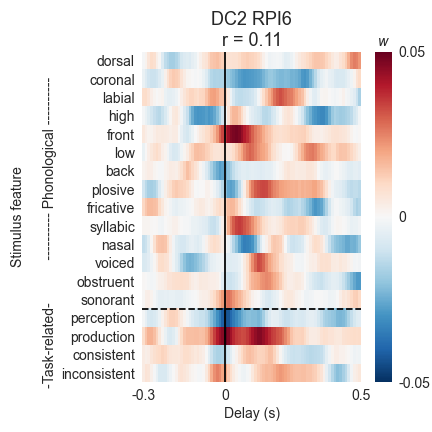 DC2 RPI6
r = 0.11
w
dorsal
coronal
labial
high
front
low
back
plosive
fricative
syllabic
nasal
voiced
obstruent
sonorant
perception
production
consistent
inconsistent
Stimulus feature
---------- Phonological ----------
-Task-related-
-0.3
0
0.5
Delay (s)
0.05
0
-0.05